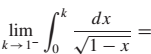 lim k→1⁻ ∫₀ᵏ dx / √(1 − x) =